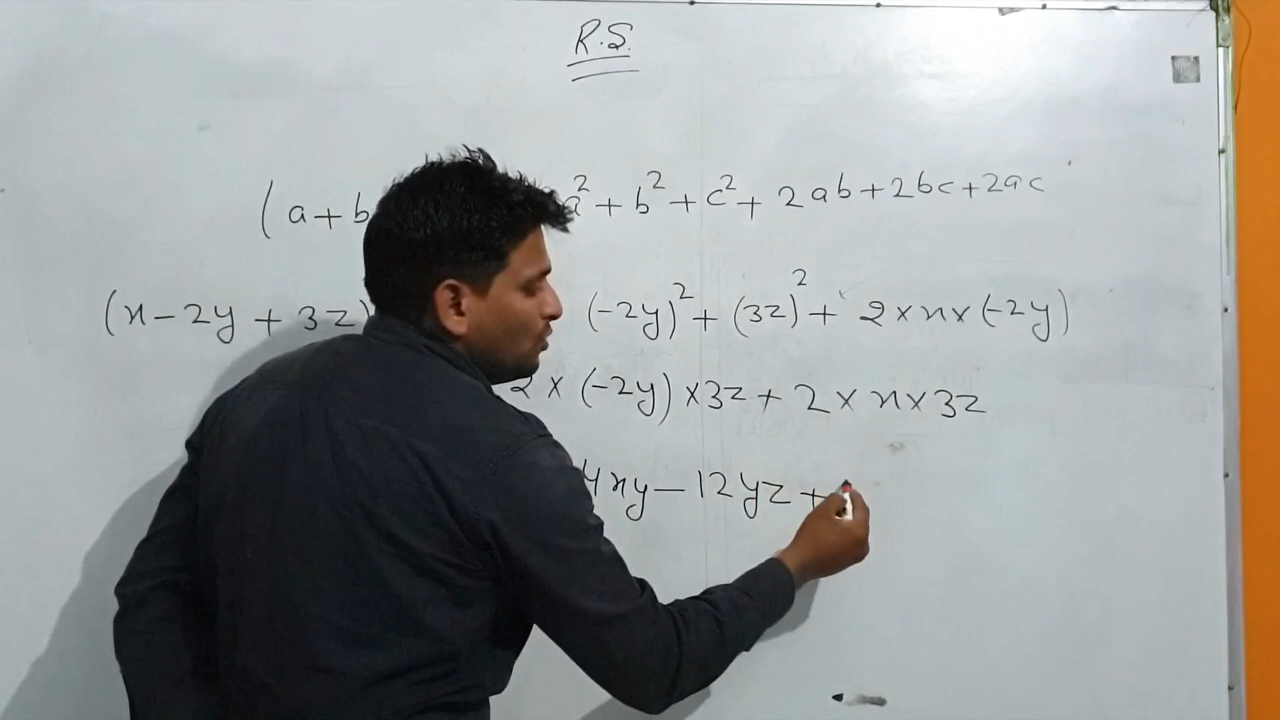 R.S.
(a+b a²+b²+c²+2ab+2bc+2ac
(x-2y+3z) (-2y)²+(3z)²+2×x×(-2y)
2×(-2y)×3z+2×x×3z
4xy-12yz+